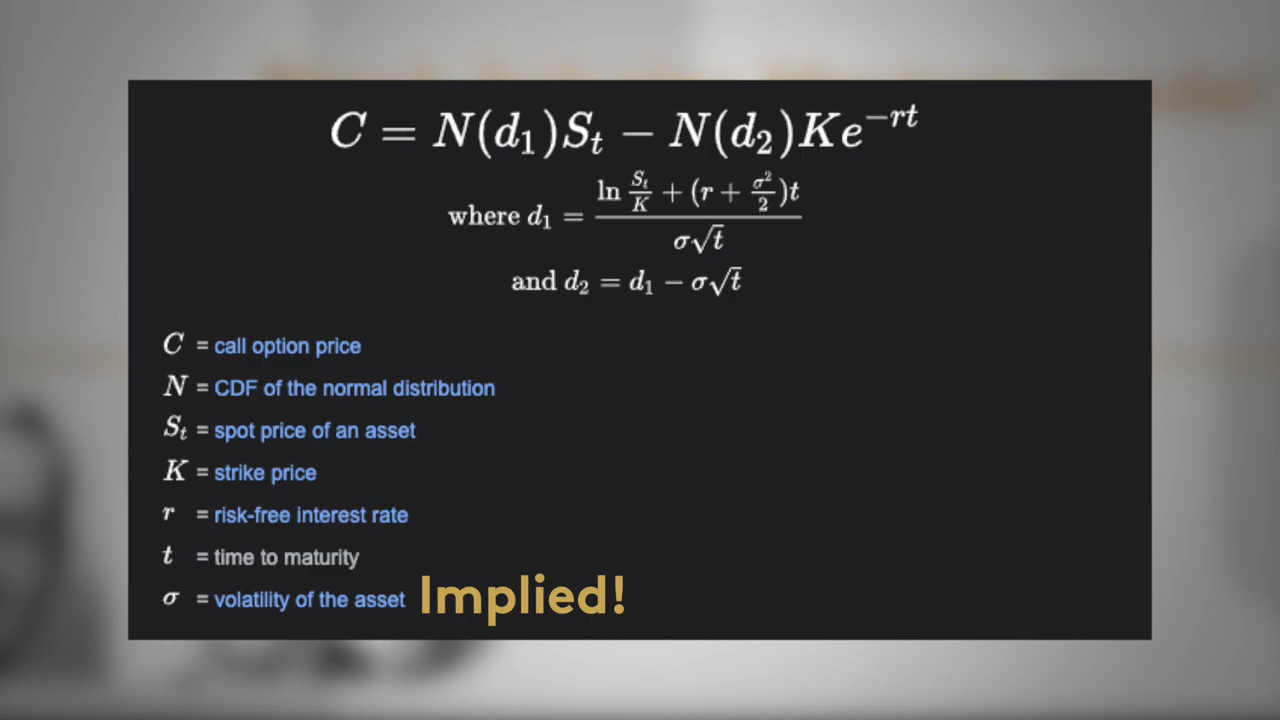 C = N(d₁)Sₜ − N(d₂)Ke⁻ʳᵗ
where d₁ = (ln Sₜ/K + (r + σ²/2)t) / σ√t
and d₂ = d₁ − σ√t
C = call option price
N = CDF of the normal distribution
Sₜ = spot price of an asset
K = strike price
r = risk-free interest rate
t = time to maturity
σ = volatility of the asset Implied!